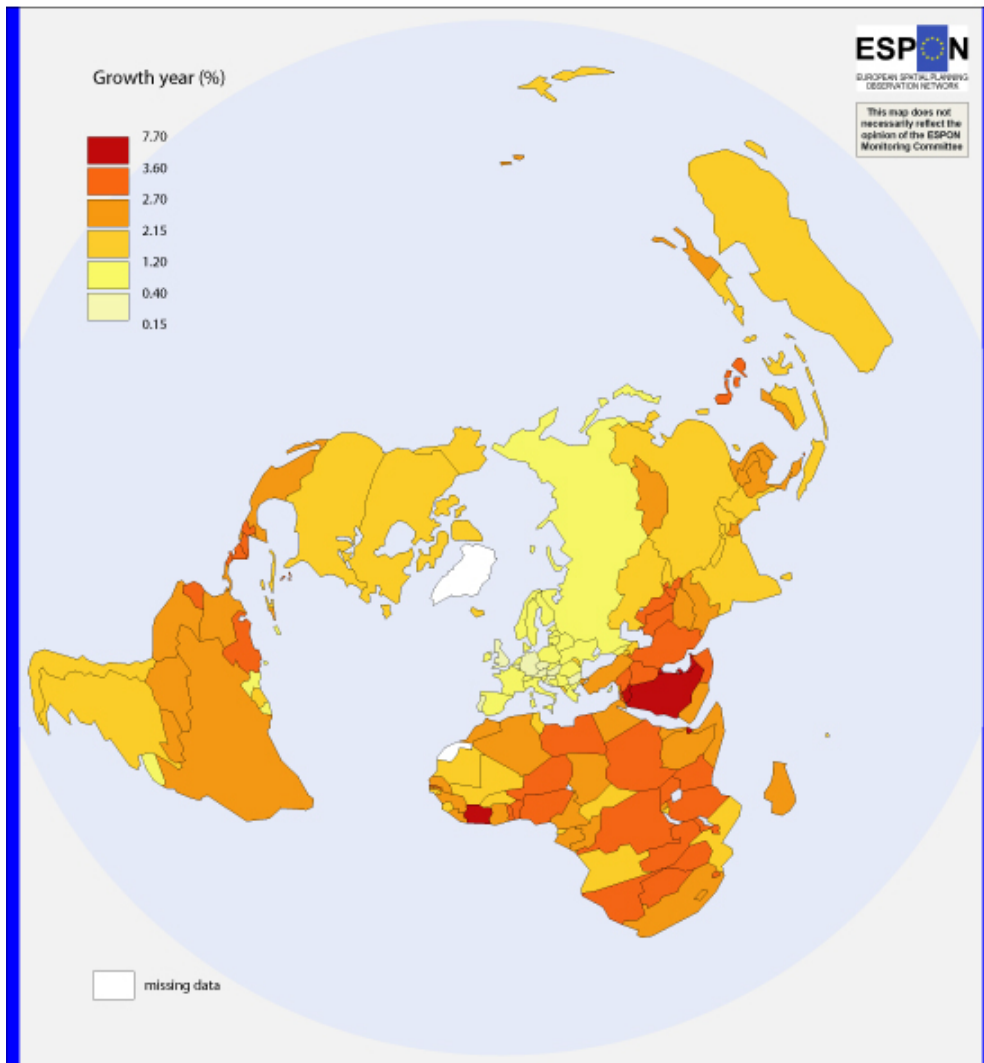 Growth year (%)
7.70
3.60
2.70
2.15
1.20
0.40
0.15
ESPON
EUROPEAN SPATIAL PLANNING
OBSERVATION NETWORK
This map does not
necessarily reflect the
opinion of the ESPON
Monitoring Committee
missing data